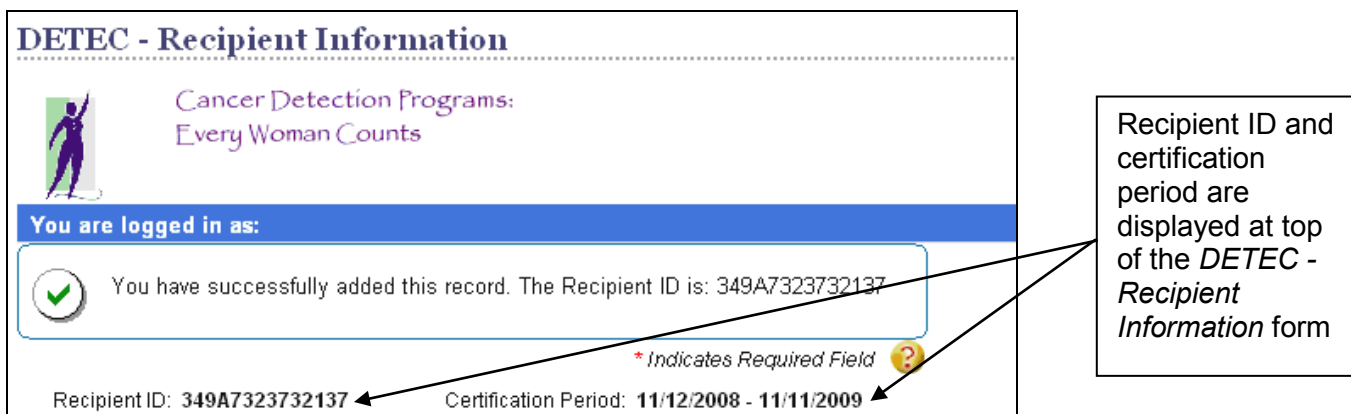 DETEC - Recipient Information
Cancer Detection Programs:
Every Woman Counts
You are logged in as:
You have successfully added this record. The Recipient ID is: 349A7323732137
* Indicates Required Field ?
Recipient ID: 349A7323732137 Certification Period: 11/12/2008 - 11/11/2009
Recipient ID and
certification
period are
displayed at top
of the DETEC -
Recipient
Information form